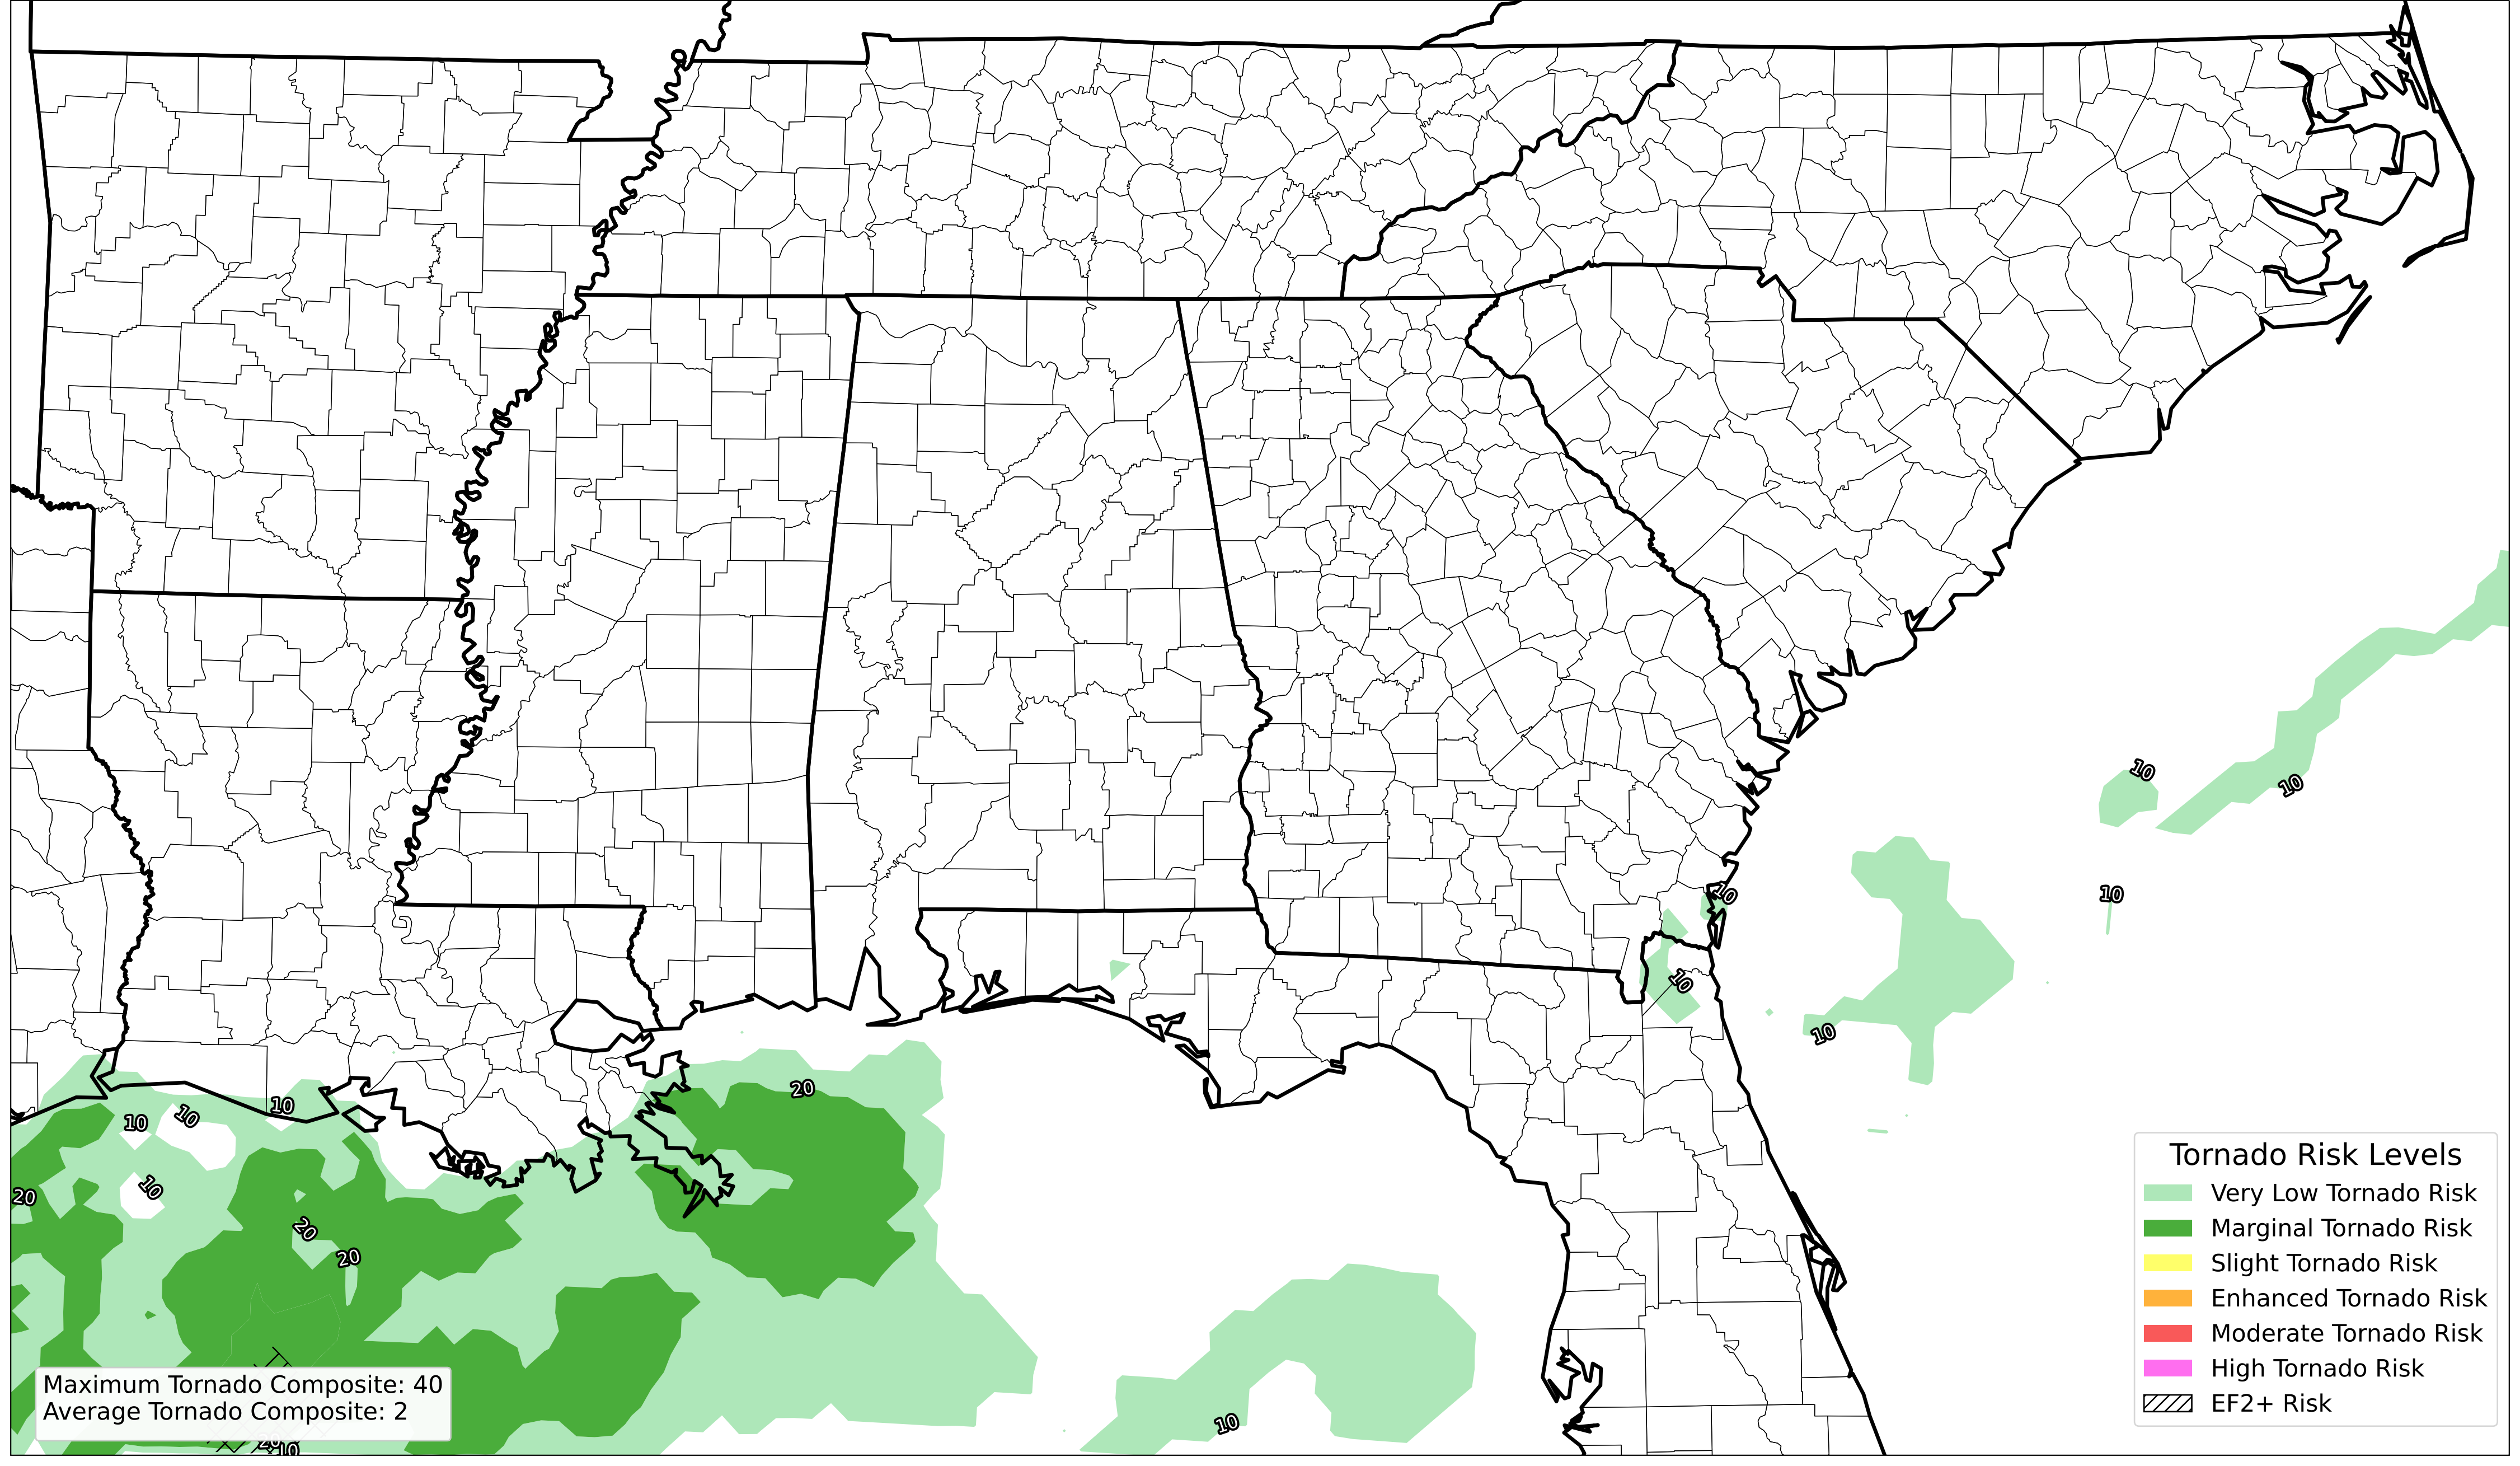 10
10
10
10
10
10
20
10
10
10
10
20
20
20
Tornado Risk Levels
Very Low Tornado Risk
Marginal Tornado Risk
Slight Tornado Risk
Enhanced Tornado Risk
Moderate Tornado Risk
High Tornado Risk
EF2+ Risk
Maximum Tornado Composite: 40
Average Tornado Composite: 2
10
20
10